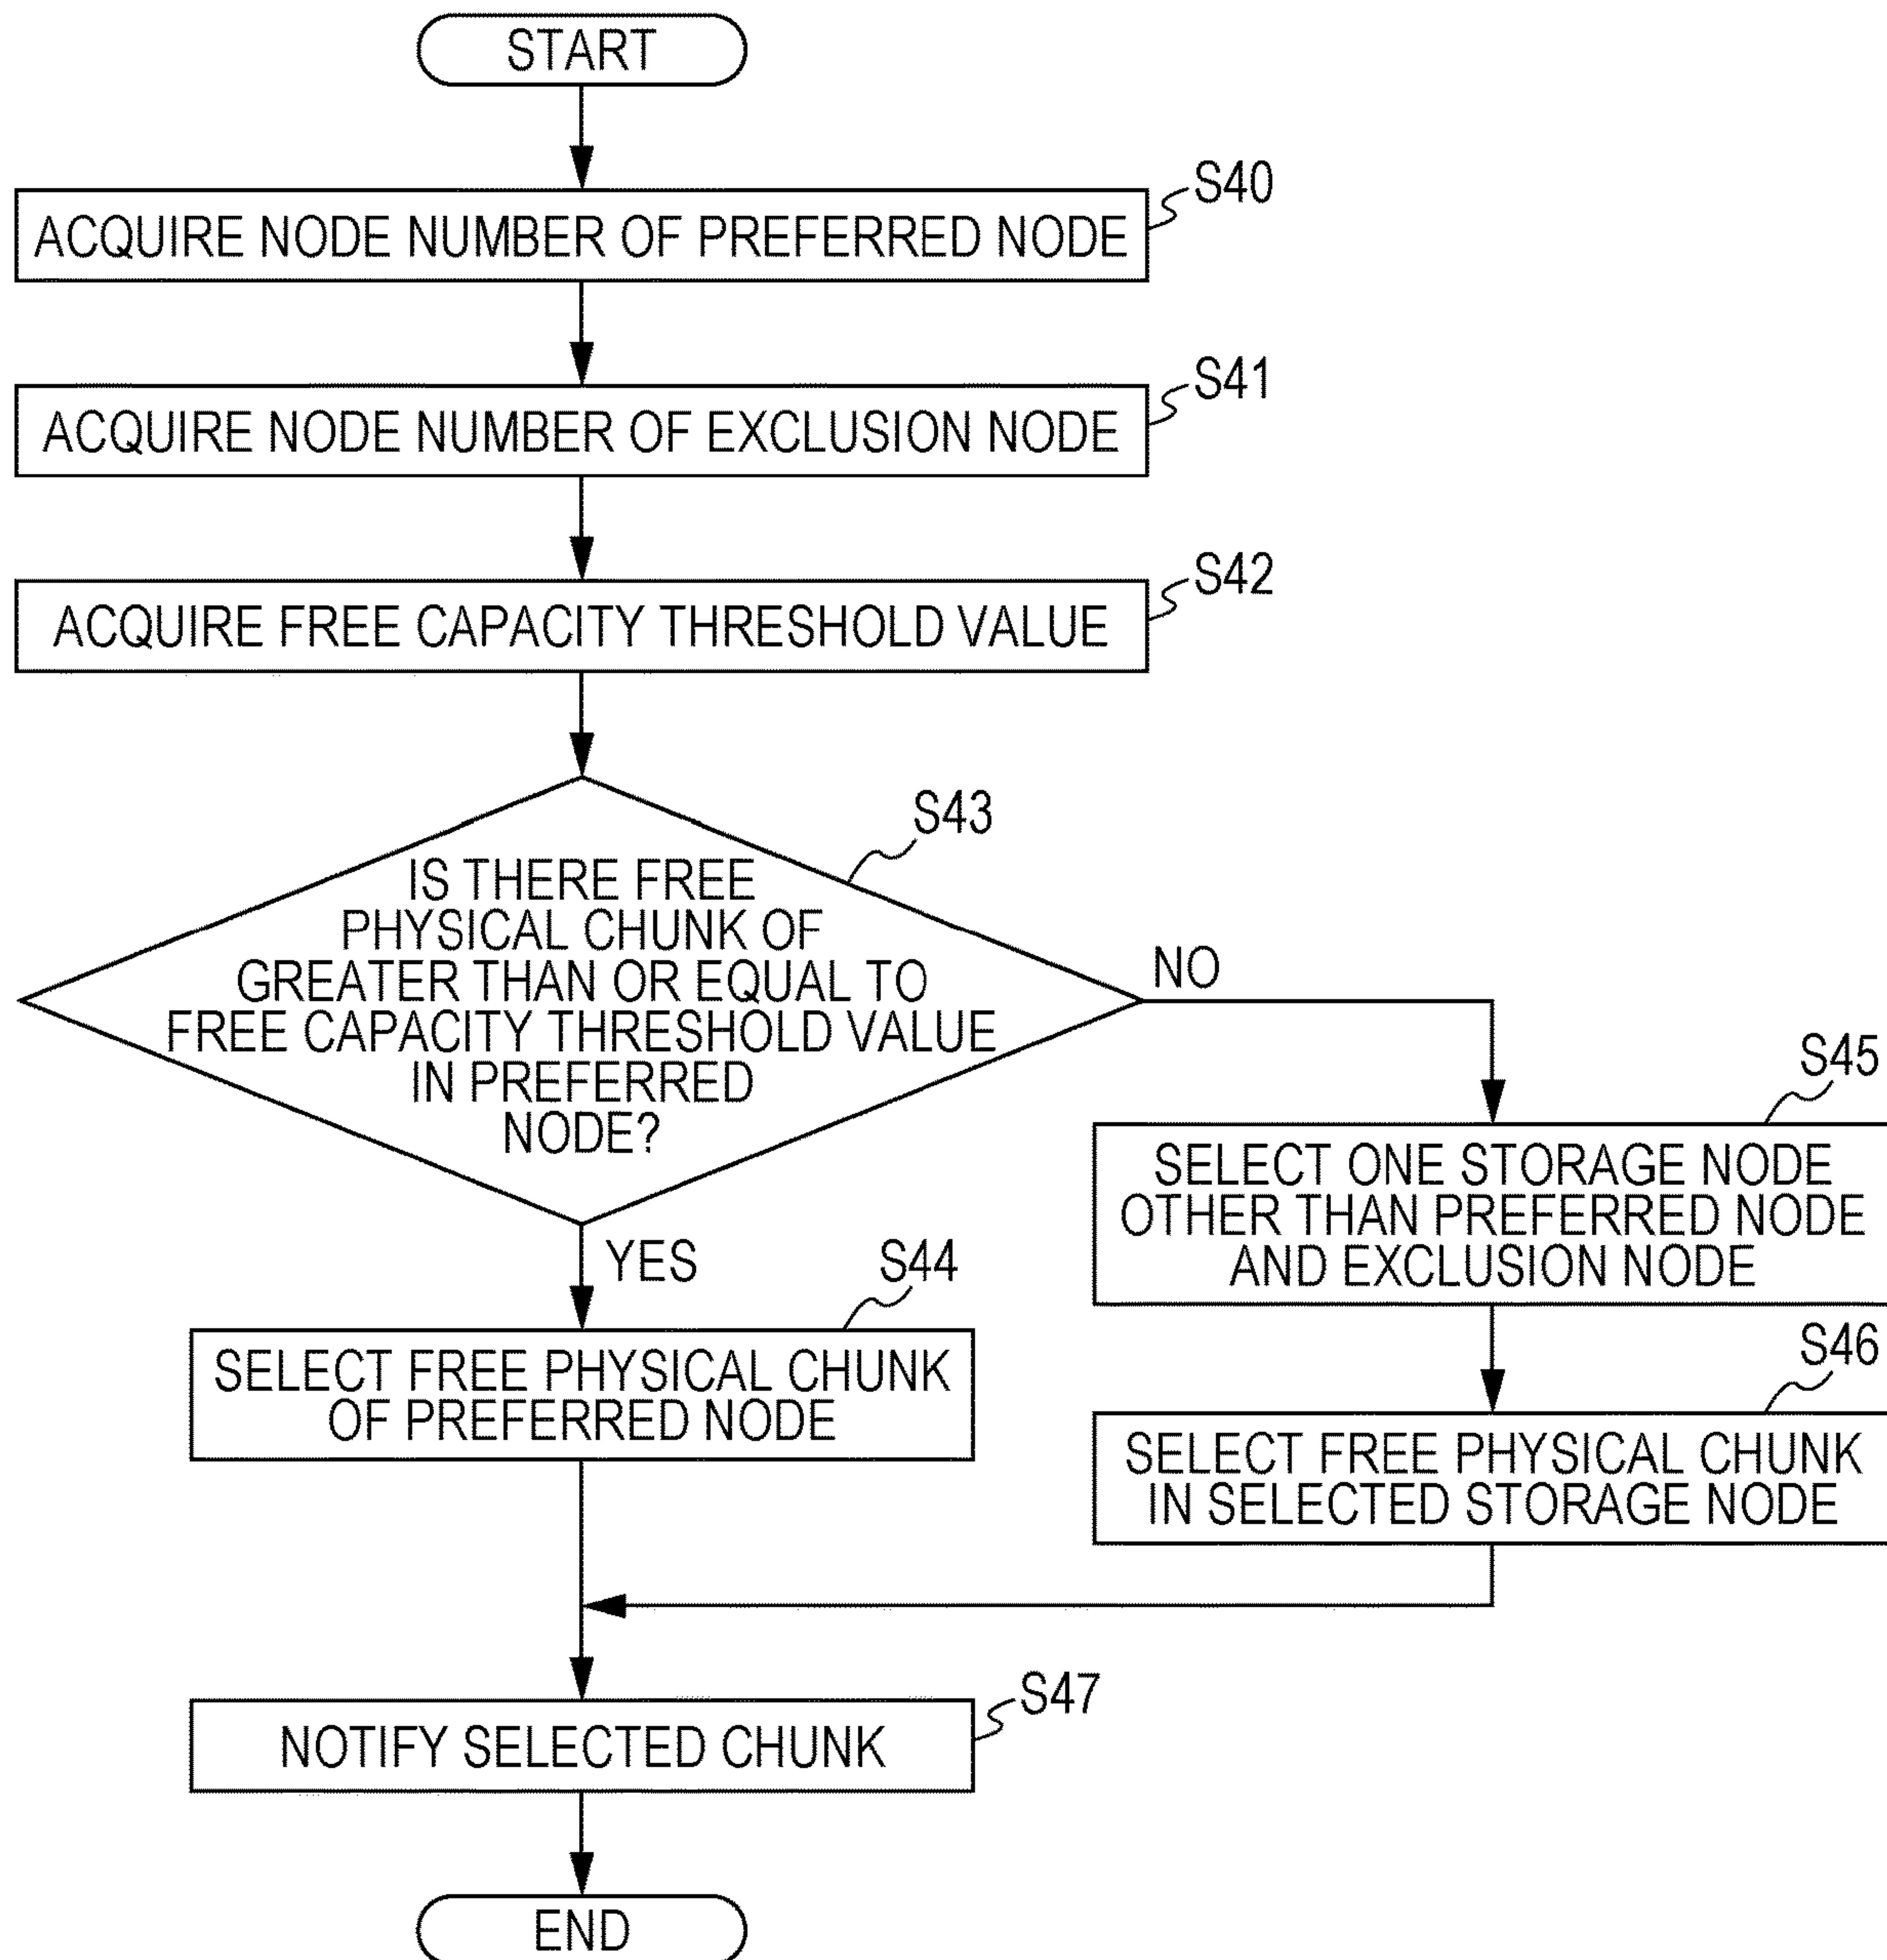 START
S40
ACQUIRE NODE NUMBER OF PREFERRED NODE
S41
ACQUIRE NODE NUMBER OF EXCLUSION NODE
S42
ACQUIRE FREE CAPACITY THRESHOLD VALUE
S43
IS THERE FREE
PHYSICAL CHUNK OF
GREATER THAN OR EQUAL TO
FREE CAPACITY THRESHOLD VALUE
IN PREFERRED
NODE?
NO
YES
S44
SELECT FREE PHYSICAL CHUNK
OF PREFERRED NODE
S45
SELECT ONE STORAGE NODE
OTHER THAN PREFERRED NODE
AND EXCLUSION NODE
S46
SELECT FREE PHYSICAL CHUNK
IN SELECTED STORAGE NODE
S47
NOTIFY SELECTED CHUNK
END